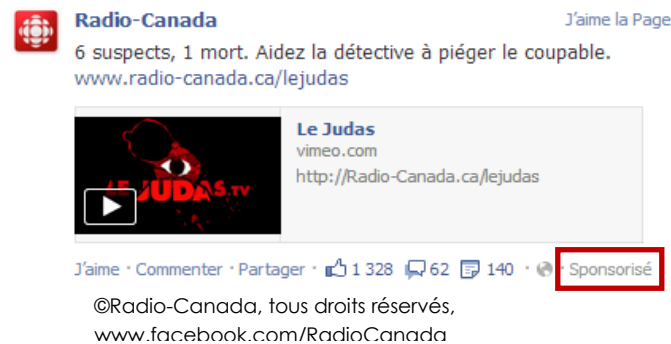 Radio-Canada
J'aime la Page
6 suspects, 1 mort. Aidez la détective à piéger le coupable.
www.radio-canada.ca/lejudas
LE JUDAS.TV
Le Judas
vimeo.com
http://Radio-Canada.ca/lejudas
J'aime · Commenter · Partager · 1 328 62 140 · · Sponsorisé
©Radio-Canada, tous droits réservés,
www.facebook.com/RadioCanada